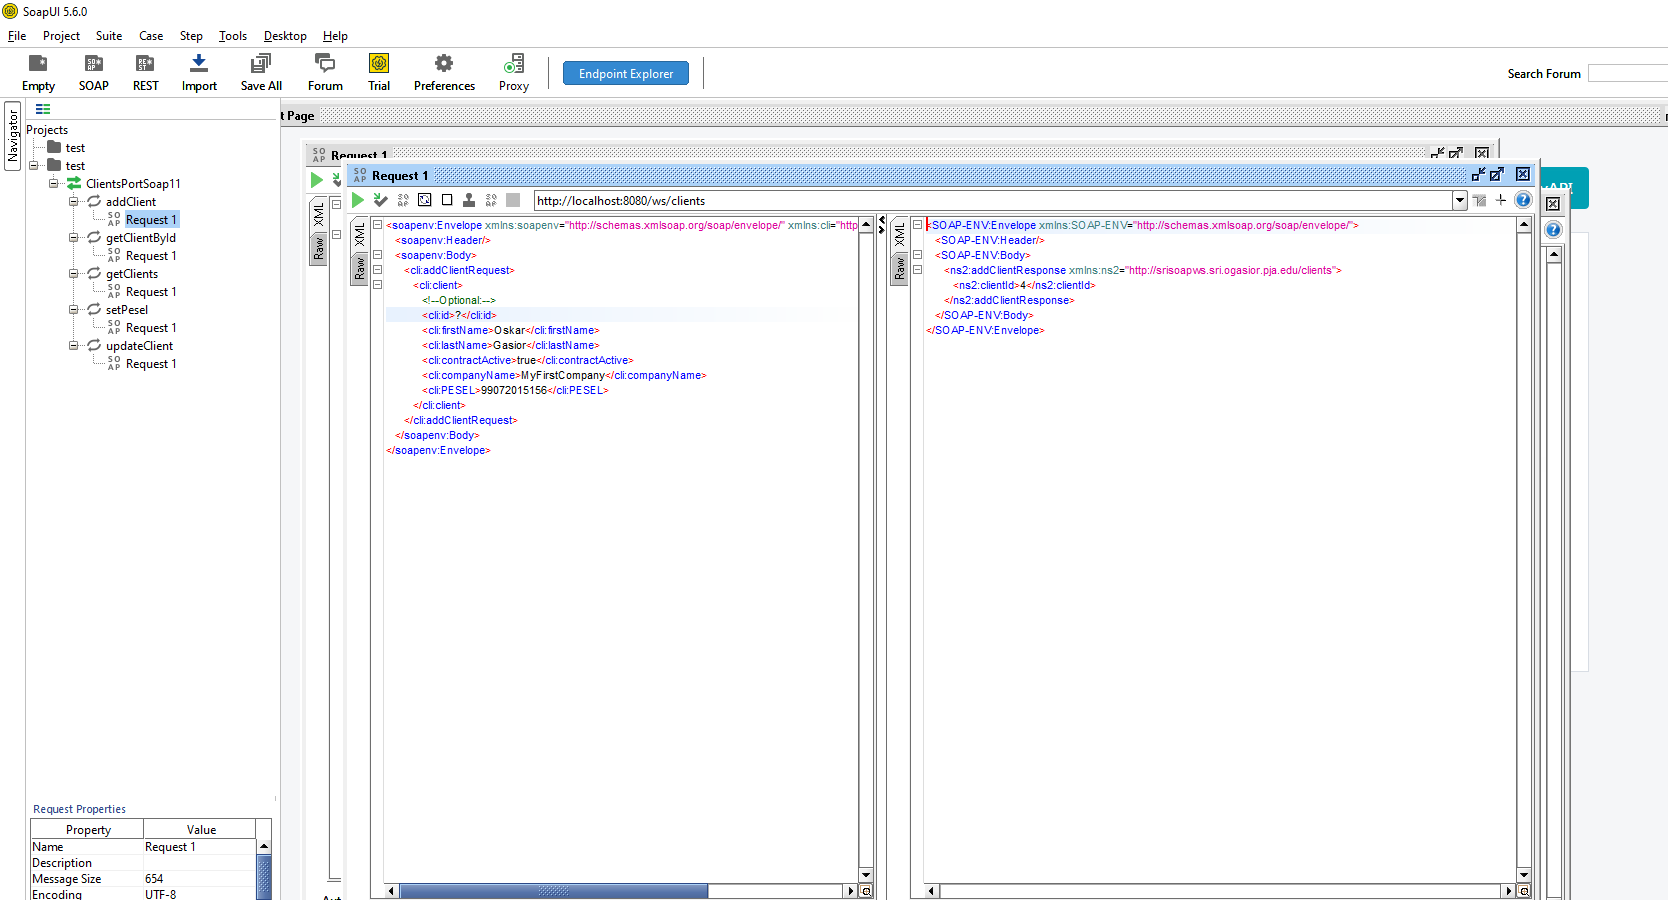 SoapUI 5.6.0
File Project Suite Case Step Tools Desktop Help
Empty SOAP REST Import Save All Forum Trial Preferences Proxy Endpoint Explorer Search Forum
Navigator
Projects
test
test
ClientsPortSoap11
addClient
Request 1
getClientById
Request 1
getClients
Request 1
setPesel
Request 1
updateClient
Request 1
Request Properties
Property Value
Name Request 1
Description
Message Size 654
Encoding UTF-8
t Page
SOAP Request 1
XML
Raw
SOAP Request 1
http://localhost:8080/ws/clients
XML
Raw
<soapenv:Envelope xmlns:soapenv="http://schemas.xmlsoap.org/soap/envelope/" xmlns:cli="http
<soapenv:Header/>
<soapenv:Body>
<cli:addClientRequest>
<cli:client>
<!--Optional:-->
<cli:id>?</cli:id>
<cli:firstName>Oskar</cli:firstName>
<cli:lastName>Gasior</cli:lastName>
<cli:contractActive>true</cli:contractActive>
<cli:companyName>MyFirstCompany</cli:companyName>
<cli:PESEL>99072015156</cli:PESEL>
</cli:client>
</cli:addClientRequest>
</soapenv:Body>
</soapenv:Envelope>
XML
Raw
<SOAP-ENV:Envelope xmlns:SOAP-ENV="http://schemas.xmlsoap.org/soap/envelope/">
<SOAP-ENV:Header/>
<SOAP-ENV:Body>
<ns2:addClientResponse xmlns:ns2="http://srisoapws.sri.ogasior.pja.edu/clients">
<ns2:clientId>4</ns2:clientId>
</ns2:addClientResponse>
</SOAP-ENV:Body>
</SOAP-ENV:Envelope>